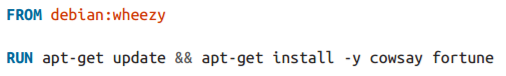 FROM debian:wheezy
RUN apt-get update && apt-get install -y cowsay fortune